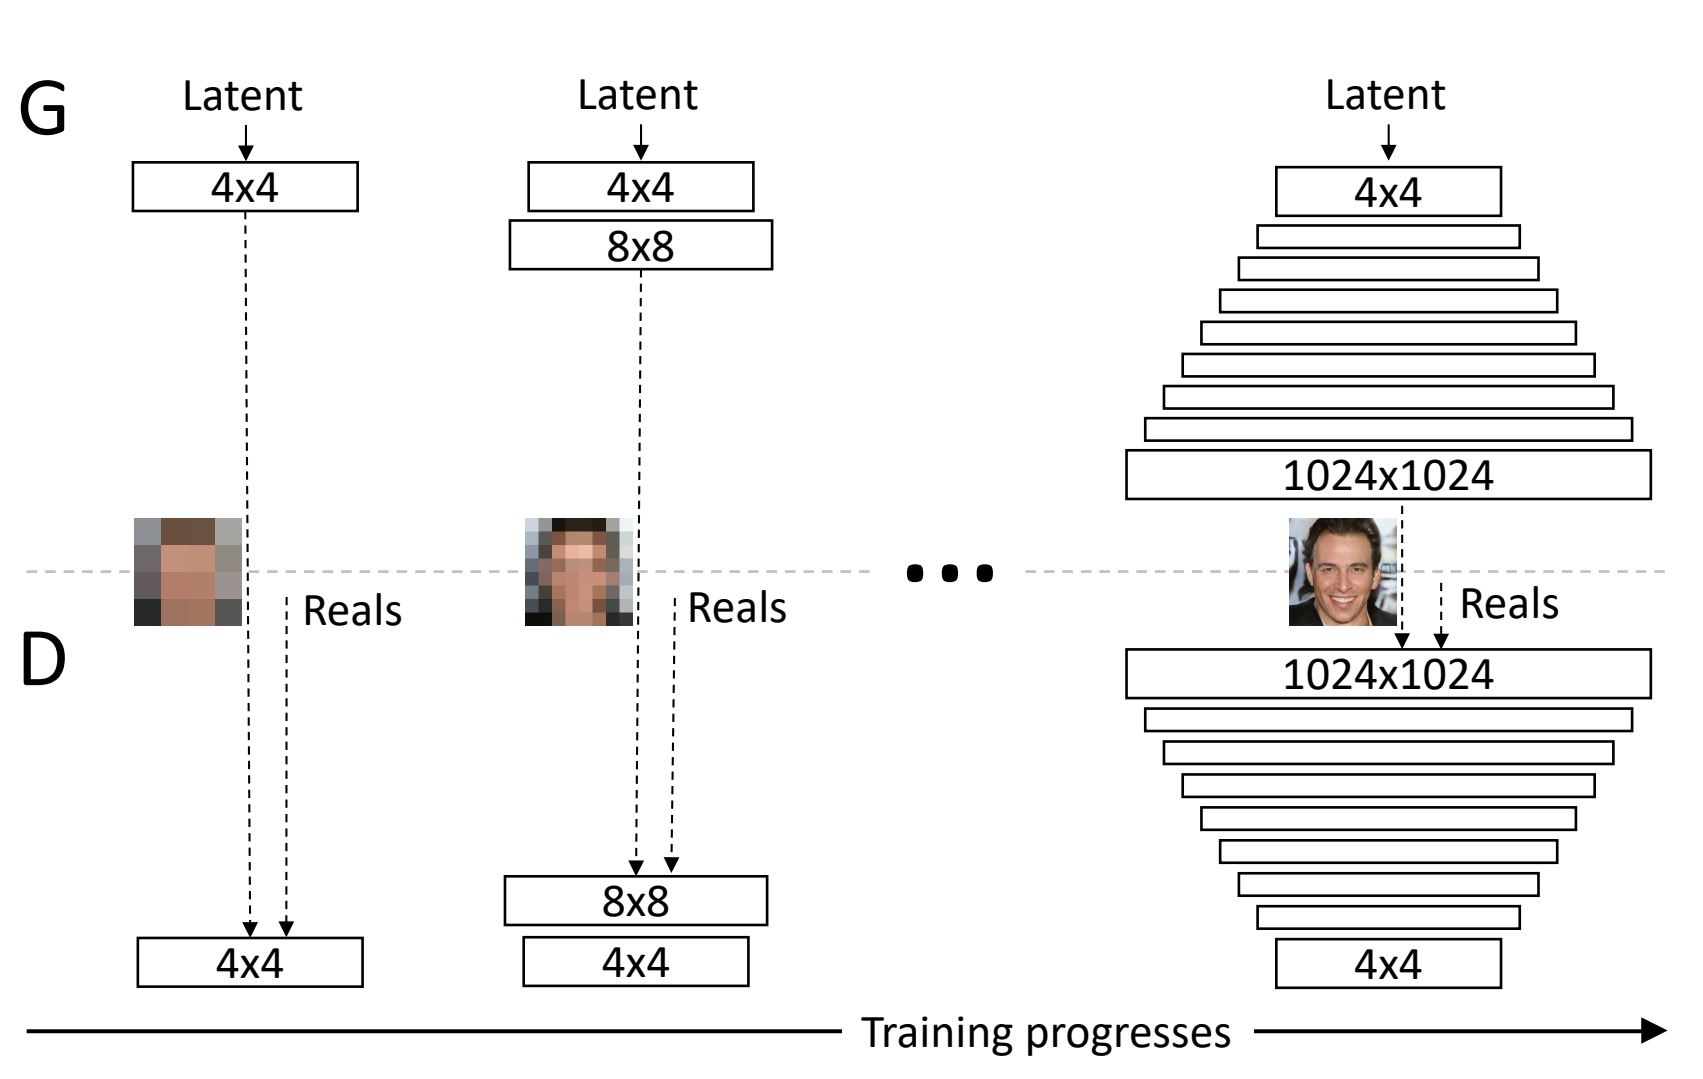 G
Latent
Latent
Latent
4x4
4x4
4x4
8x8
1024x1024
Reals
Reals
Reals
D
1024x1024
8x8
4x4
4x4
4x4
Training progresses